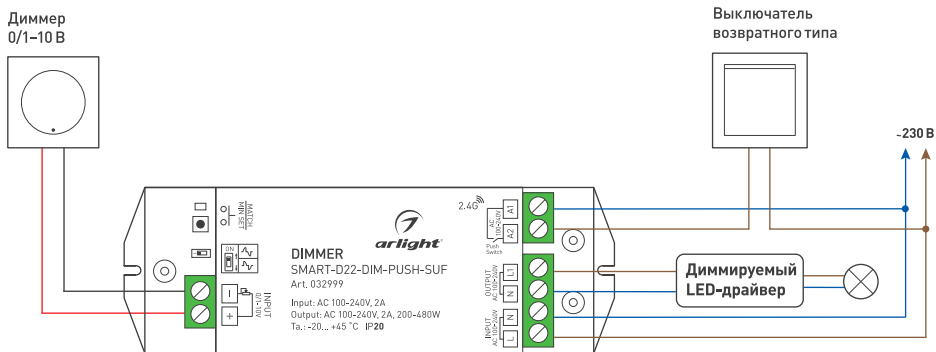 Диммер
0/1–10 В
Выключатель
возвратного типа
~230 В
MATCH
MIN SET
2.4G
A1
A2
AC
100-240V
Push
Switch
ON
arlight®
DIMMER
SMART-D22-DIM-PUSH-SUF
Art. 032999
Input: AC 100-240V, 2A
Output: AC 100-240V, 2A, 200-480W
Ta.: -20... +45 ˚C IP20
–
+
INPUT
0/1-10V
OUTPUT
AC 100-240V
L1
N
INPUT
AC 100-240V
N
L
Диммируемый
LED-драйвер